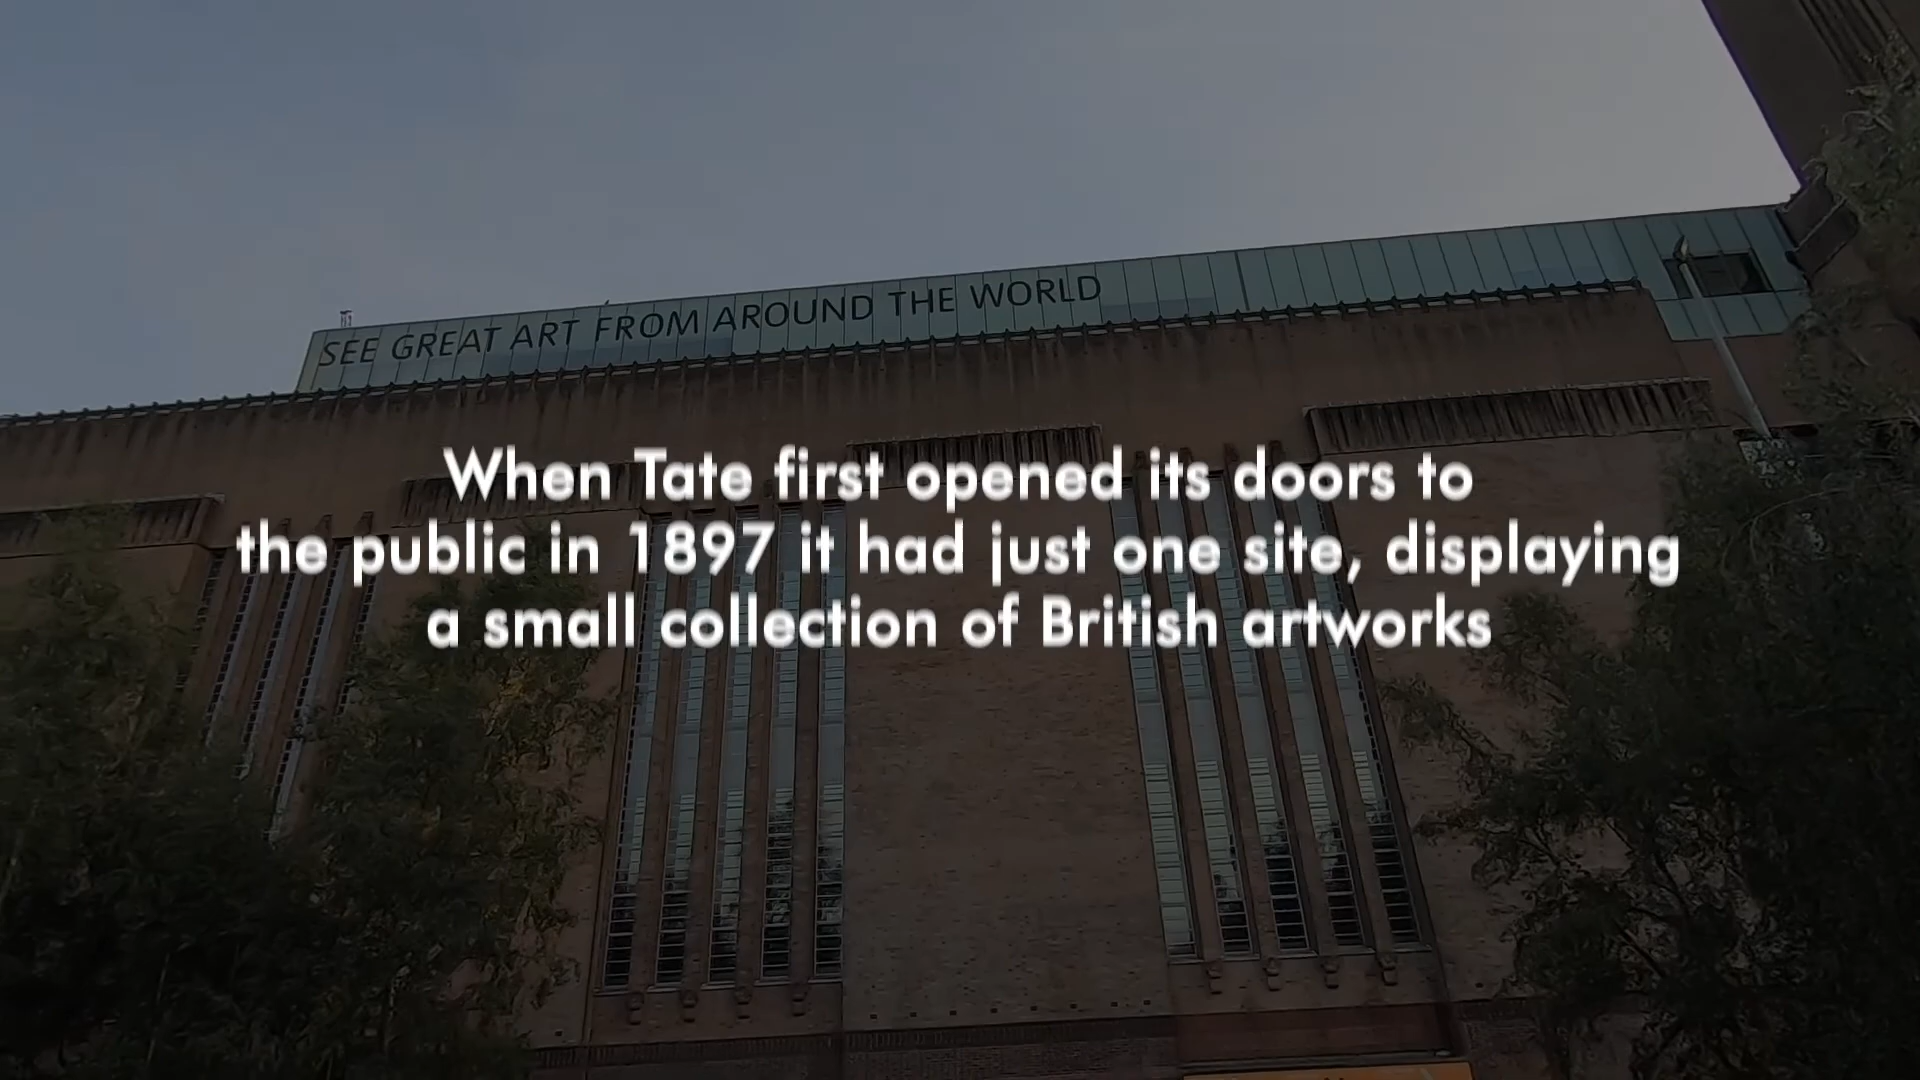 SEE GREAT ART FROM AROUND THE WORLD
When Tate first opened its doors to
the public in 1897 it had just one site, displaying
a small collection of British artworks